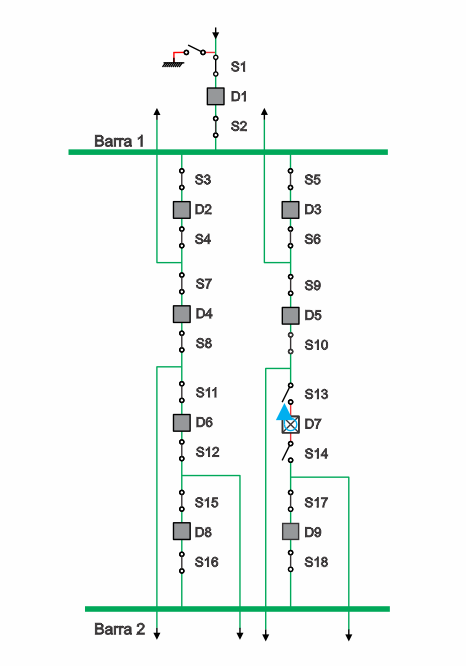 S1
D1
S2
Barra 1
S3 S5
D2 D3
S4 S6
S7 S9
D4 D5
S8 S10
S11 S13
D6 D7
S12 S14
S15 S17
D8 D9
S16 S18
Barra 2